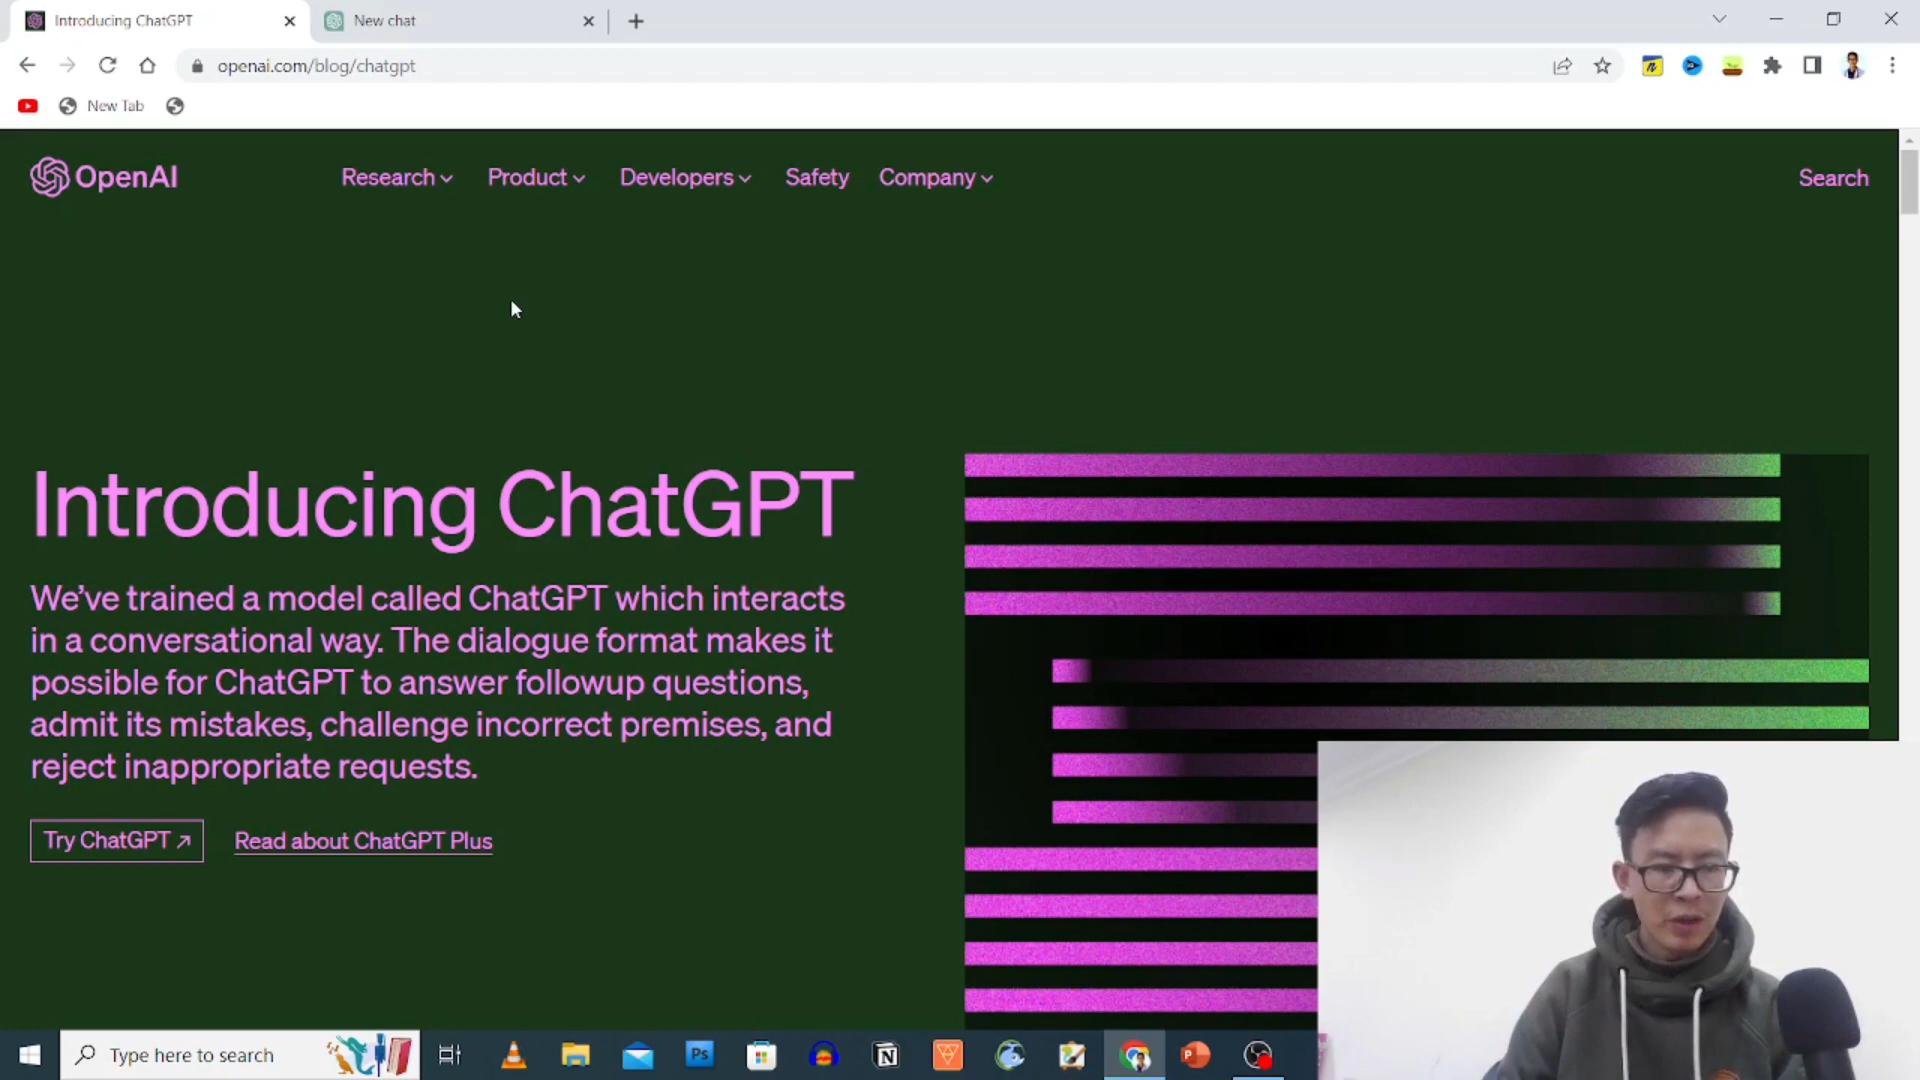 Introducing ChatGPT
New chat
openai.com/blog/chatgpt
New Tab
OpenAI
Research
Product
Developers
Safety
Company
Search
Introducing ChatGPT
We've trained a model called ChatGPT which interacts
in a conversational way. The dialogue format makes it
possible for ChatGPT to answer followup questions,
admit its mistakes, challenge incorrect premises, and
reject inappropriate requests.
Try ChatGPT ↗
Read about ChatGPT Plus
Type here to search
Ps